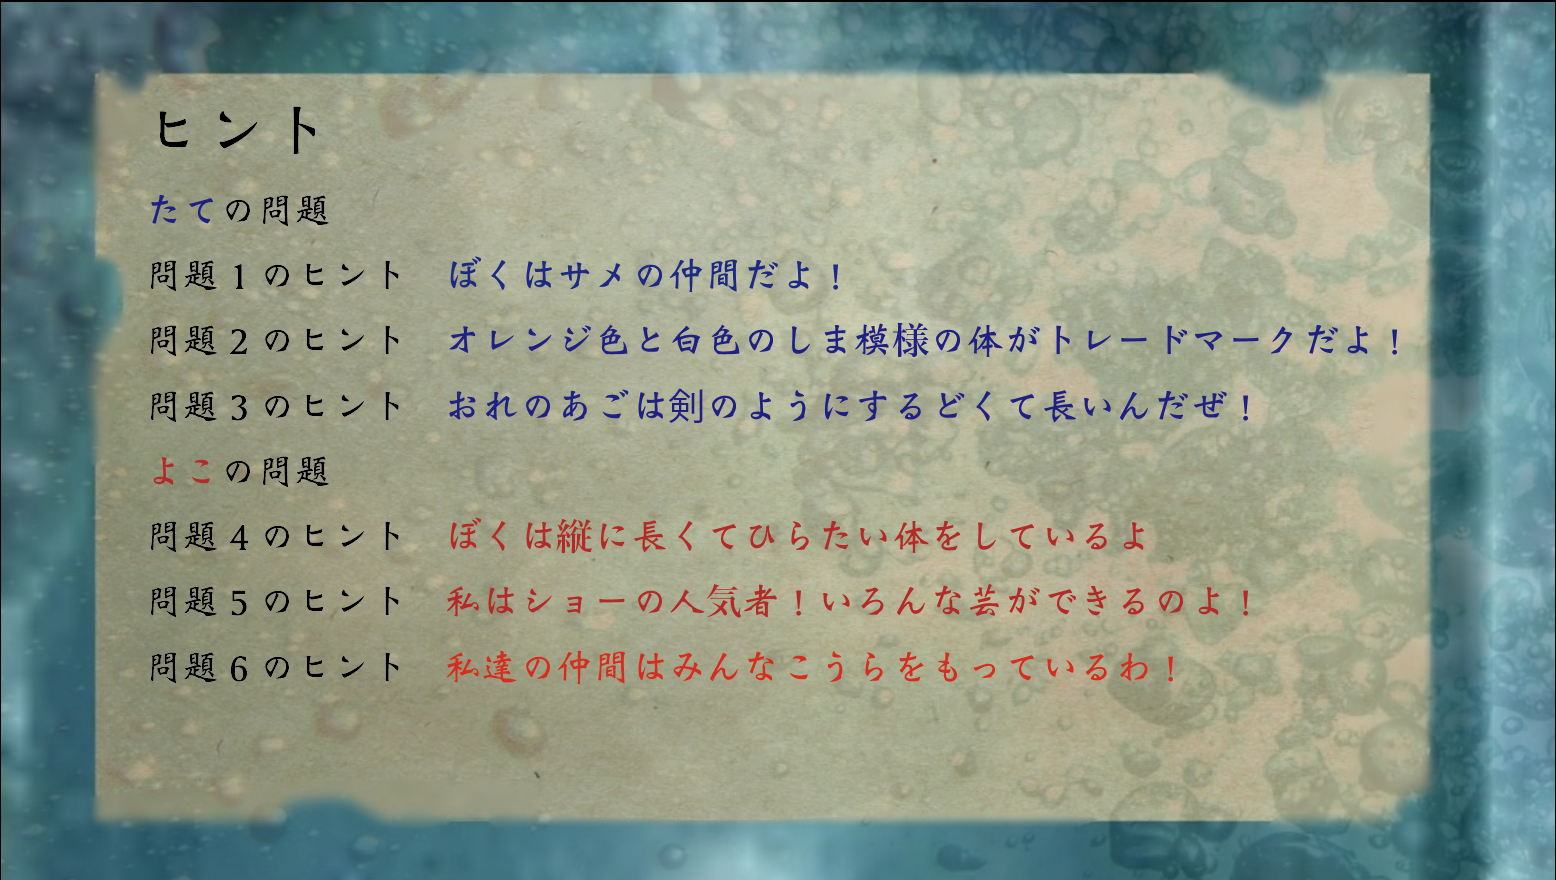 ヒント
たての問題
問題1のヒント　ぼくはサメの仲間だよ！
問題2のヒント　オレンジ色と白色のしま模様の体がトレードマークだよ！
問題3のヒント　おれのあごは剣のようにするどくて長いんだぜ！
よこの問題
問題4のヒント　ぼくは縦に長くてひらたい体をしているよ
問題5のヒント　私はショーの人気者！いろんな芸ができるのよ！
問題6のヒント　私達の仲間はみんなこうらをもっているわ！